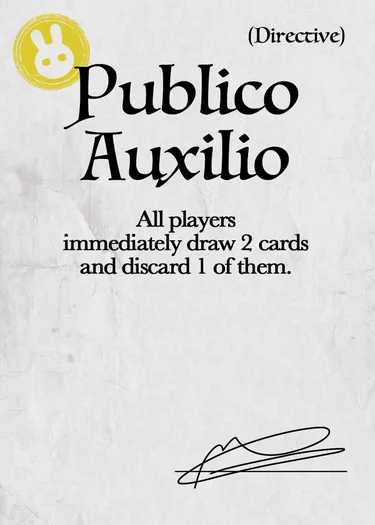 (Directive)
Publico
Auxilio
All players
immediately draw 2 cards
and discard 1 of them.